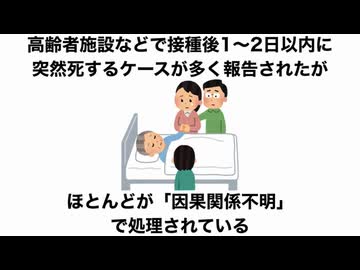 高齢者施設などで接種後1〜2日以内に
突然死するケースが多く報告されたが
ほとんどが「因果関係不明」
で処理されている